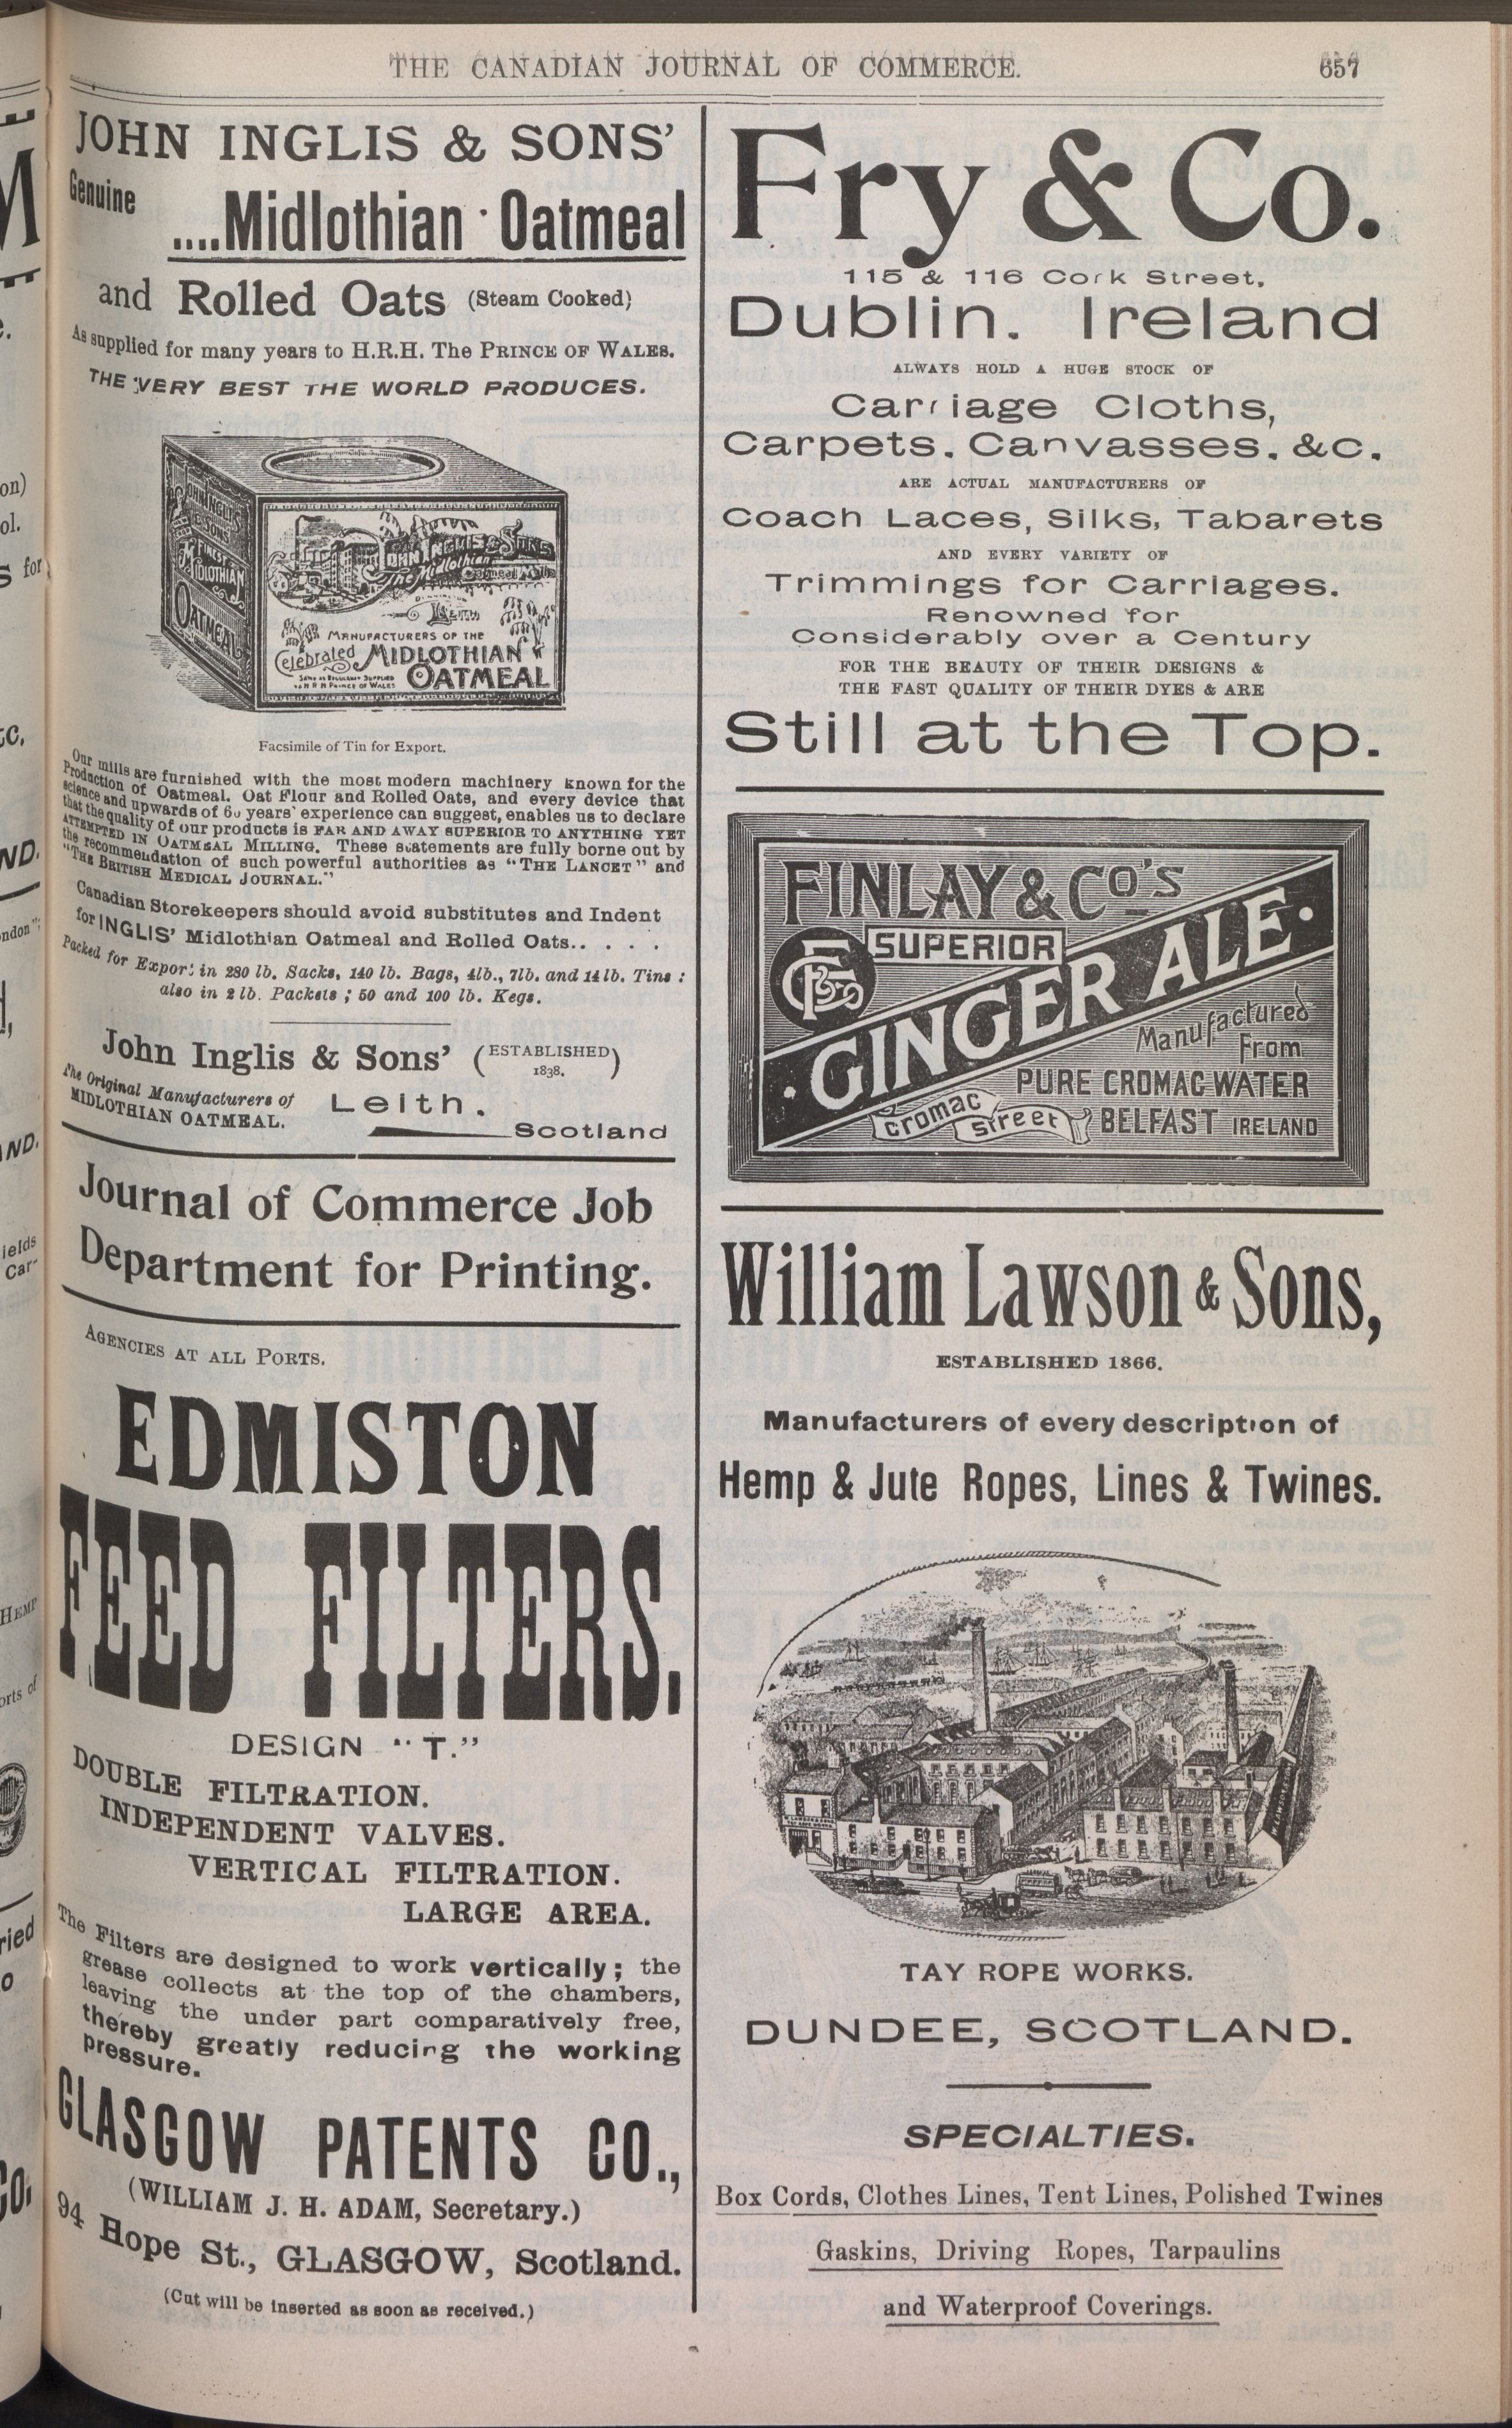 THE CANADIAN JOURNAL OF COMMERCE.
657
JOHN INGLIS & SONS'
Genuine
....Midlothian Oatmeal
and Rolled Oats (Steam Cooked)
As supplied for many years to H.R.H. The PRINCE OF WALES.
THE VERY BEST THE WORLD PRODUCES.
JOHN INGLIS
& SONS
FINEST
MIDLOTHIAN
OATMEAL
JOHN INGLIS & SONS
The Midlothian
Oatmeal Mills
LEITH
MANUFACTURERS OF THE
Celebrated MIDLOTHIAN
OATMEAL
Facsimile of Tin for Export.
Our mills are furnished with the most modern machinery known for the
Production of Oatmeal. Oat Flour and Rolled Oats, and every device that
science and upwards of 60 years' experience can suggest, enables us to declare
that the quality of our products is FAR AND AWAY SUPERIOR TO ANYTHING YET
ATTEMPTED IN OATMEAL MILLING. These statements are fully borne out by
the recommendation of such powerful authorities as "THE LANCET" and
"THE BRITISH MEDICAL JOURNAL."
Canadian Storekeepers should avoid substitutes and Indent
for INGLIS' Midlothian Oatmeal and Rolled Oats.. . . .
Packed for Export in 280 lb. Sacks, 140 lb. Bags, 4lb., 7lb. and 14lb. Tins :
also in 2 lb. Packets ; 50 and 100 lb. Kegs.
John Inglis & Sons' (ESTABLISHED 1838.)
The Original Manufacturers of
MIDLOTHIAN OATMEAL.
Leith.
Scotland
Journal of Commerce Job
Department for Printing.
AGENCIES AT ALL PORTS.
EDMISTON
FEED FILTERS.
DESIGN "T."
DOUBLE FILTRATION.
INDEPENDENT VALVES.
VERTICAL FILTRATION.
LARGE AREA.
The Filters are designed to work vertically; the
grease collects at the top of the chambers,
leaving the under part comparatively free,
thereby greatly reducing the working
pressure.
GLASGOW PATENTS CO.,
(WILLIAM J. H. ADAM, Secretary.)
94 Hope St., GLASGOW, Scotland.
(Cut will be inserted as soon as received.)
Fry & Co.
115 & 116 Cork Street,
Dublin. Ireland
ALWAYS HOLD A HUGE STOCK OF
Carriage Cloths,
Carpets, Canvasses, &c.
ARE ACTUAL MANUFACTURERS OF
Coach Laces, Silks, Tabarets
AND EVERY VARIETY OF
Trimmings for Carriages.
Renowned for
Considerably over a Century
FOR THE BEAUTY OF THEIR DESIGNS &
THE FAST QUALITY OF THEIR DYES & ARE
Still at the Top.
FINLAY & CO'S
SUPERIOR
GINGER ALE
Manufactured
From
PURE CROMAC WATER
cromac street BELFAST IRELAND
William Lawson & Sons,
ESTABLISHED 1866.
Manufacturers of every description of
Hemp & Jute Ropes, Lines & Twines.
TAY ROPE WORKS.
DUNDEE, SCOTLAND.
SPECIALTIES.
Box Cords, Clothes Lines, Tent Lines, Polished Twines
Gaskins, Driving Ropes, Tarpaulins
and Waterproof Coverings.